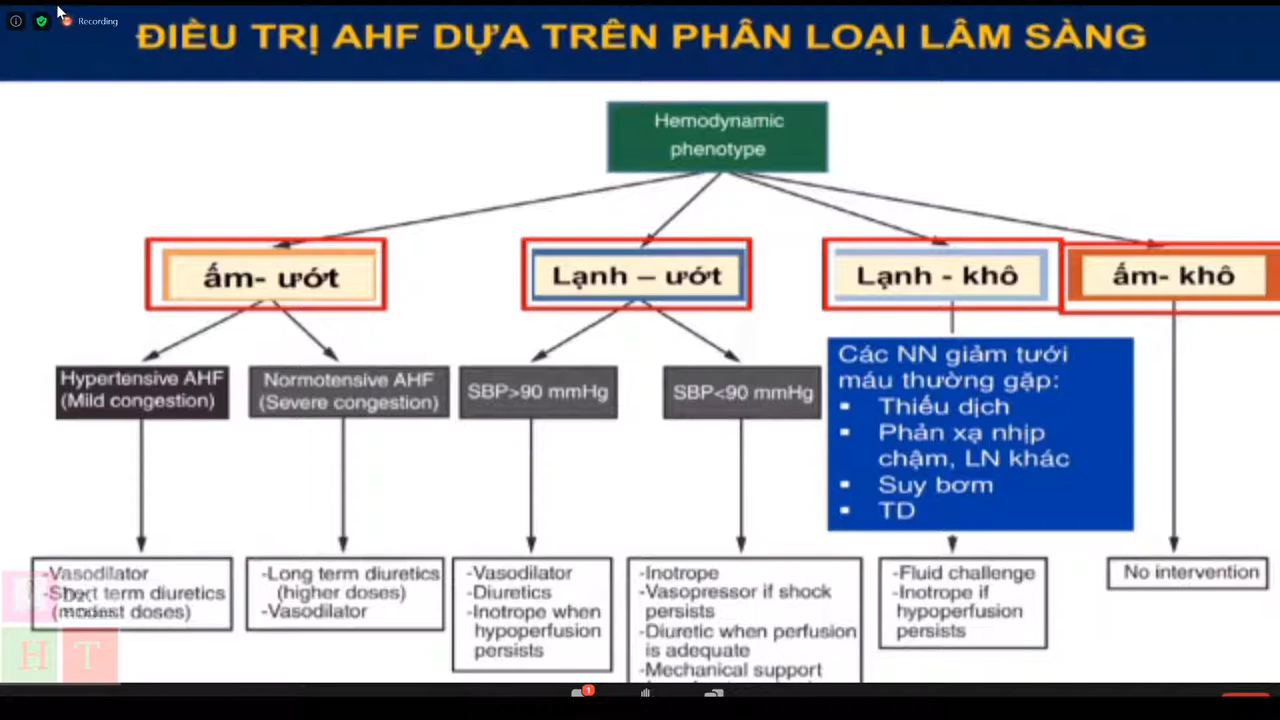 Recording
ĐIỀU TRỊ AHF DỰA TRÊN PHÂN LOẠI LÂM SÀNG
Hemodynamic
phenotype
ấm- ướt
Lạnh – ướt
Lạnh - khô
ấm- khô
Hypertensive AHF
(Mild congestion)
Normotensive AHF
(Severe congestion)
SBP>90 mmHg
SBP<90 mmHg
Các NN giảm tưới
máu thường gặp:
▪ Thiếu dịch
▪ Phản xạ nhịp
chậm, LN khác
▪ Suy bơm
▪ TD
-Vasodilator
-Short term diuretics
(modest doses)
-Long term diuretics
(higher doses)
-Vasodilator
-Vasodilator
-Diuretics
-Inotrope when
hypoperfusion
persists
-Inotrope
-Vasopressor if shock
persists
-Diuretic when perfusion
is adequate
-Mechanical support
-Fluid challenge
-Inotrope if
hypoperfusion
persists
No intervention
H T
1